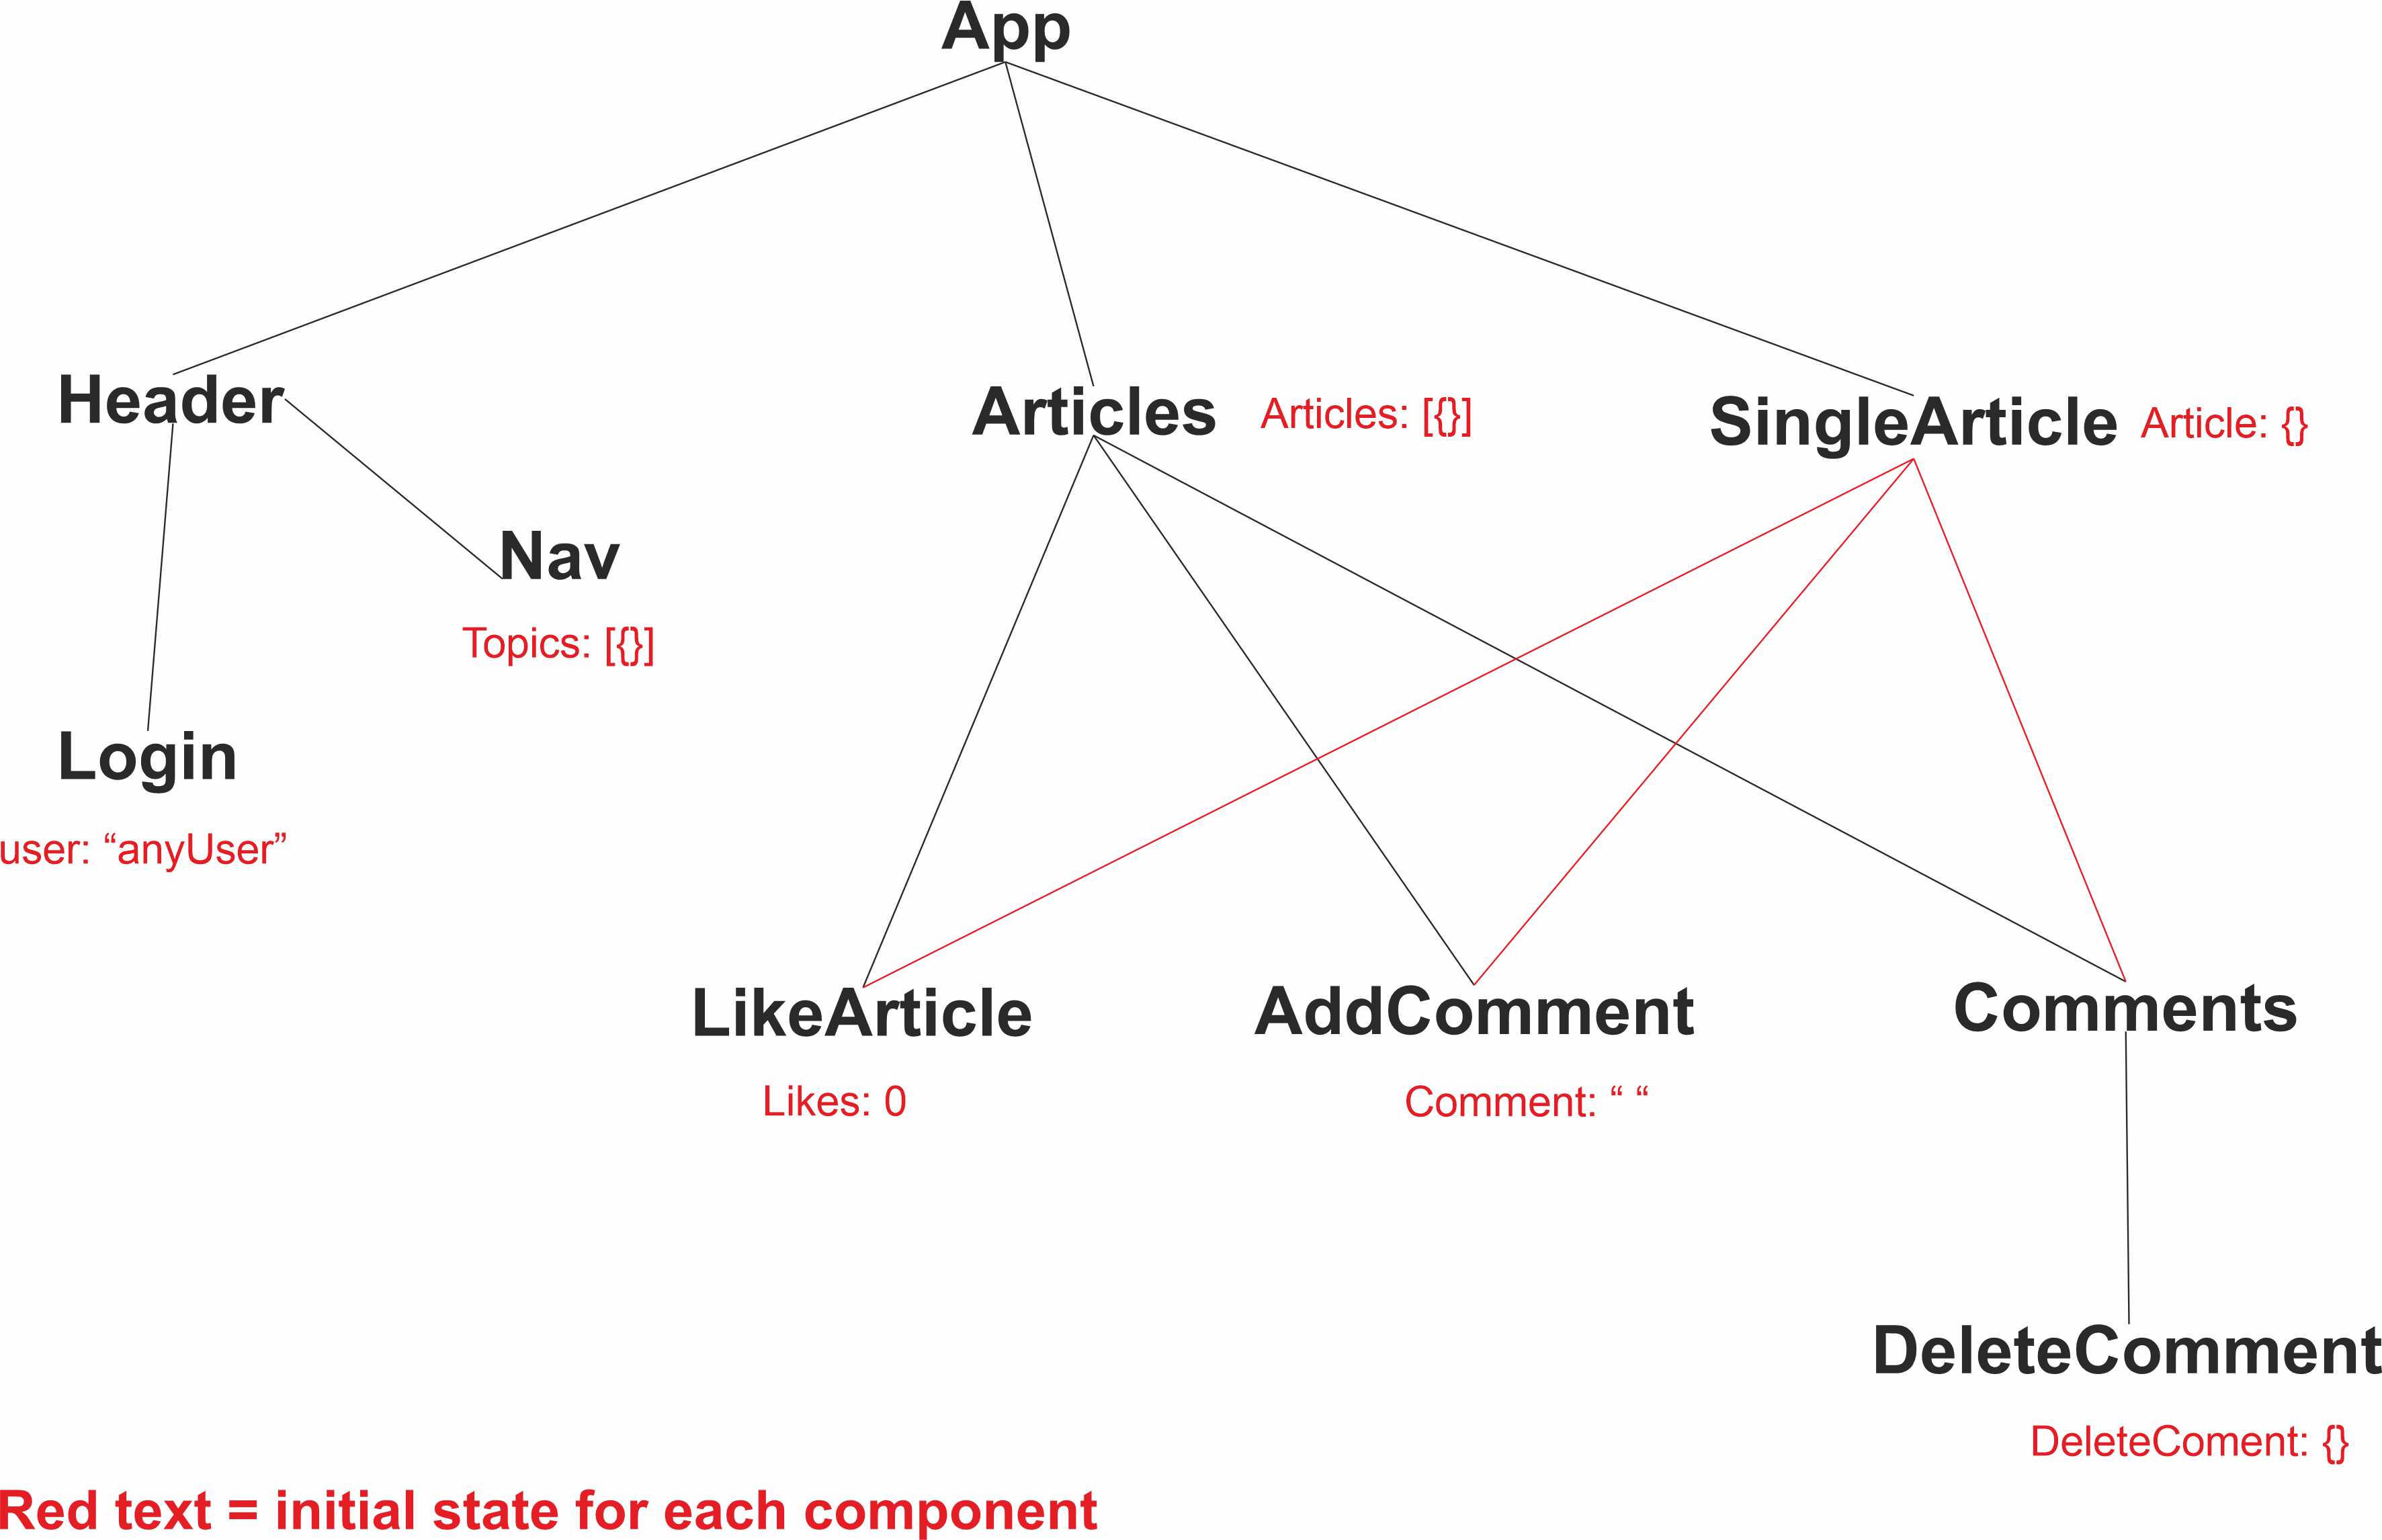 App
Header
Articles
Articles: [{}]
SingleArticle
Article: {}
Nav
Topics: [{}]
Login
user: “anyUser”
LikeArticle
AddComment
Comments
Likes: 0
Comment: “ “
DeleteComment
DeleteComent: {}
Red text = initial state for each component